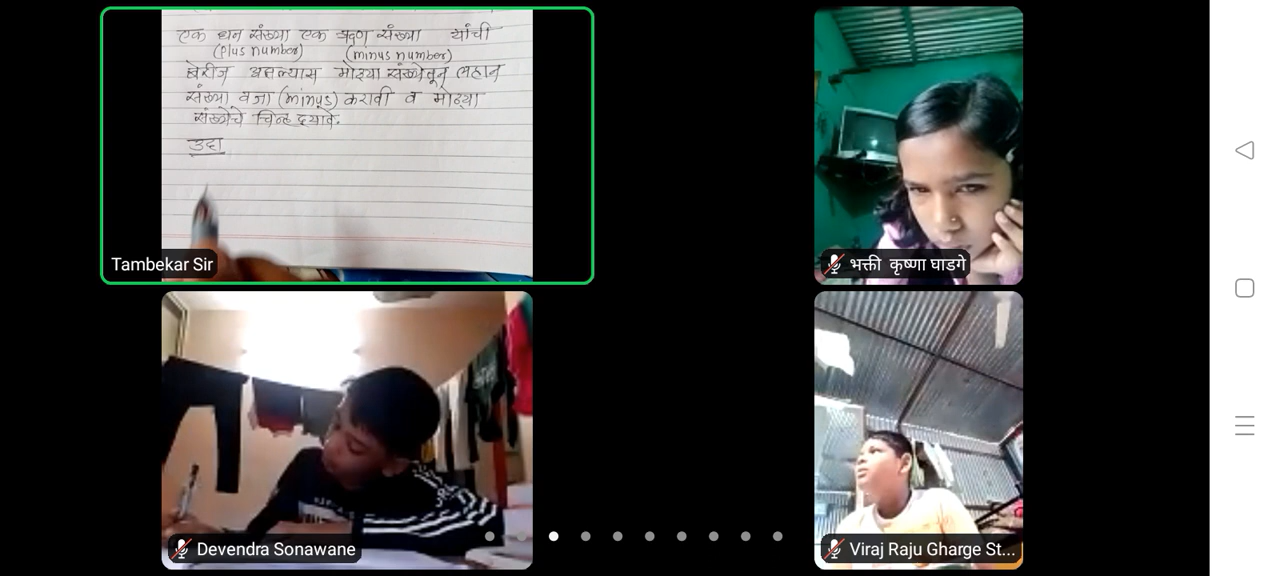 एक धन संख्या एक ऋण संख्या यांची
(plus number) (minus number)
बेरीज असल्यास मोठ्या संख्येतून लहान
संख्या वजा (minus) करावी व मोठ्या
संख्येचे चिन्ह द्यावे.
उदा
Tambekar Sir
भक्ती कृष्णा घाडगे
Devendra Sonawane
Viraj Raju Gharge St...